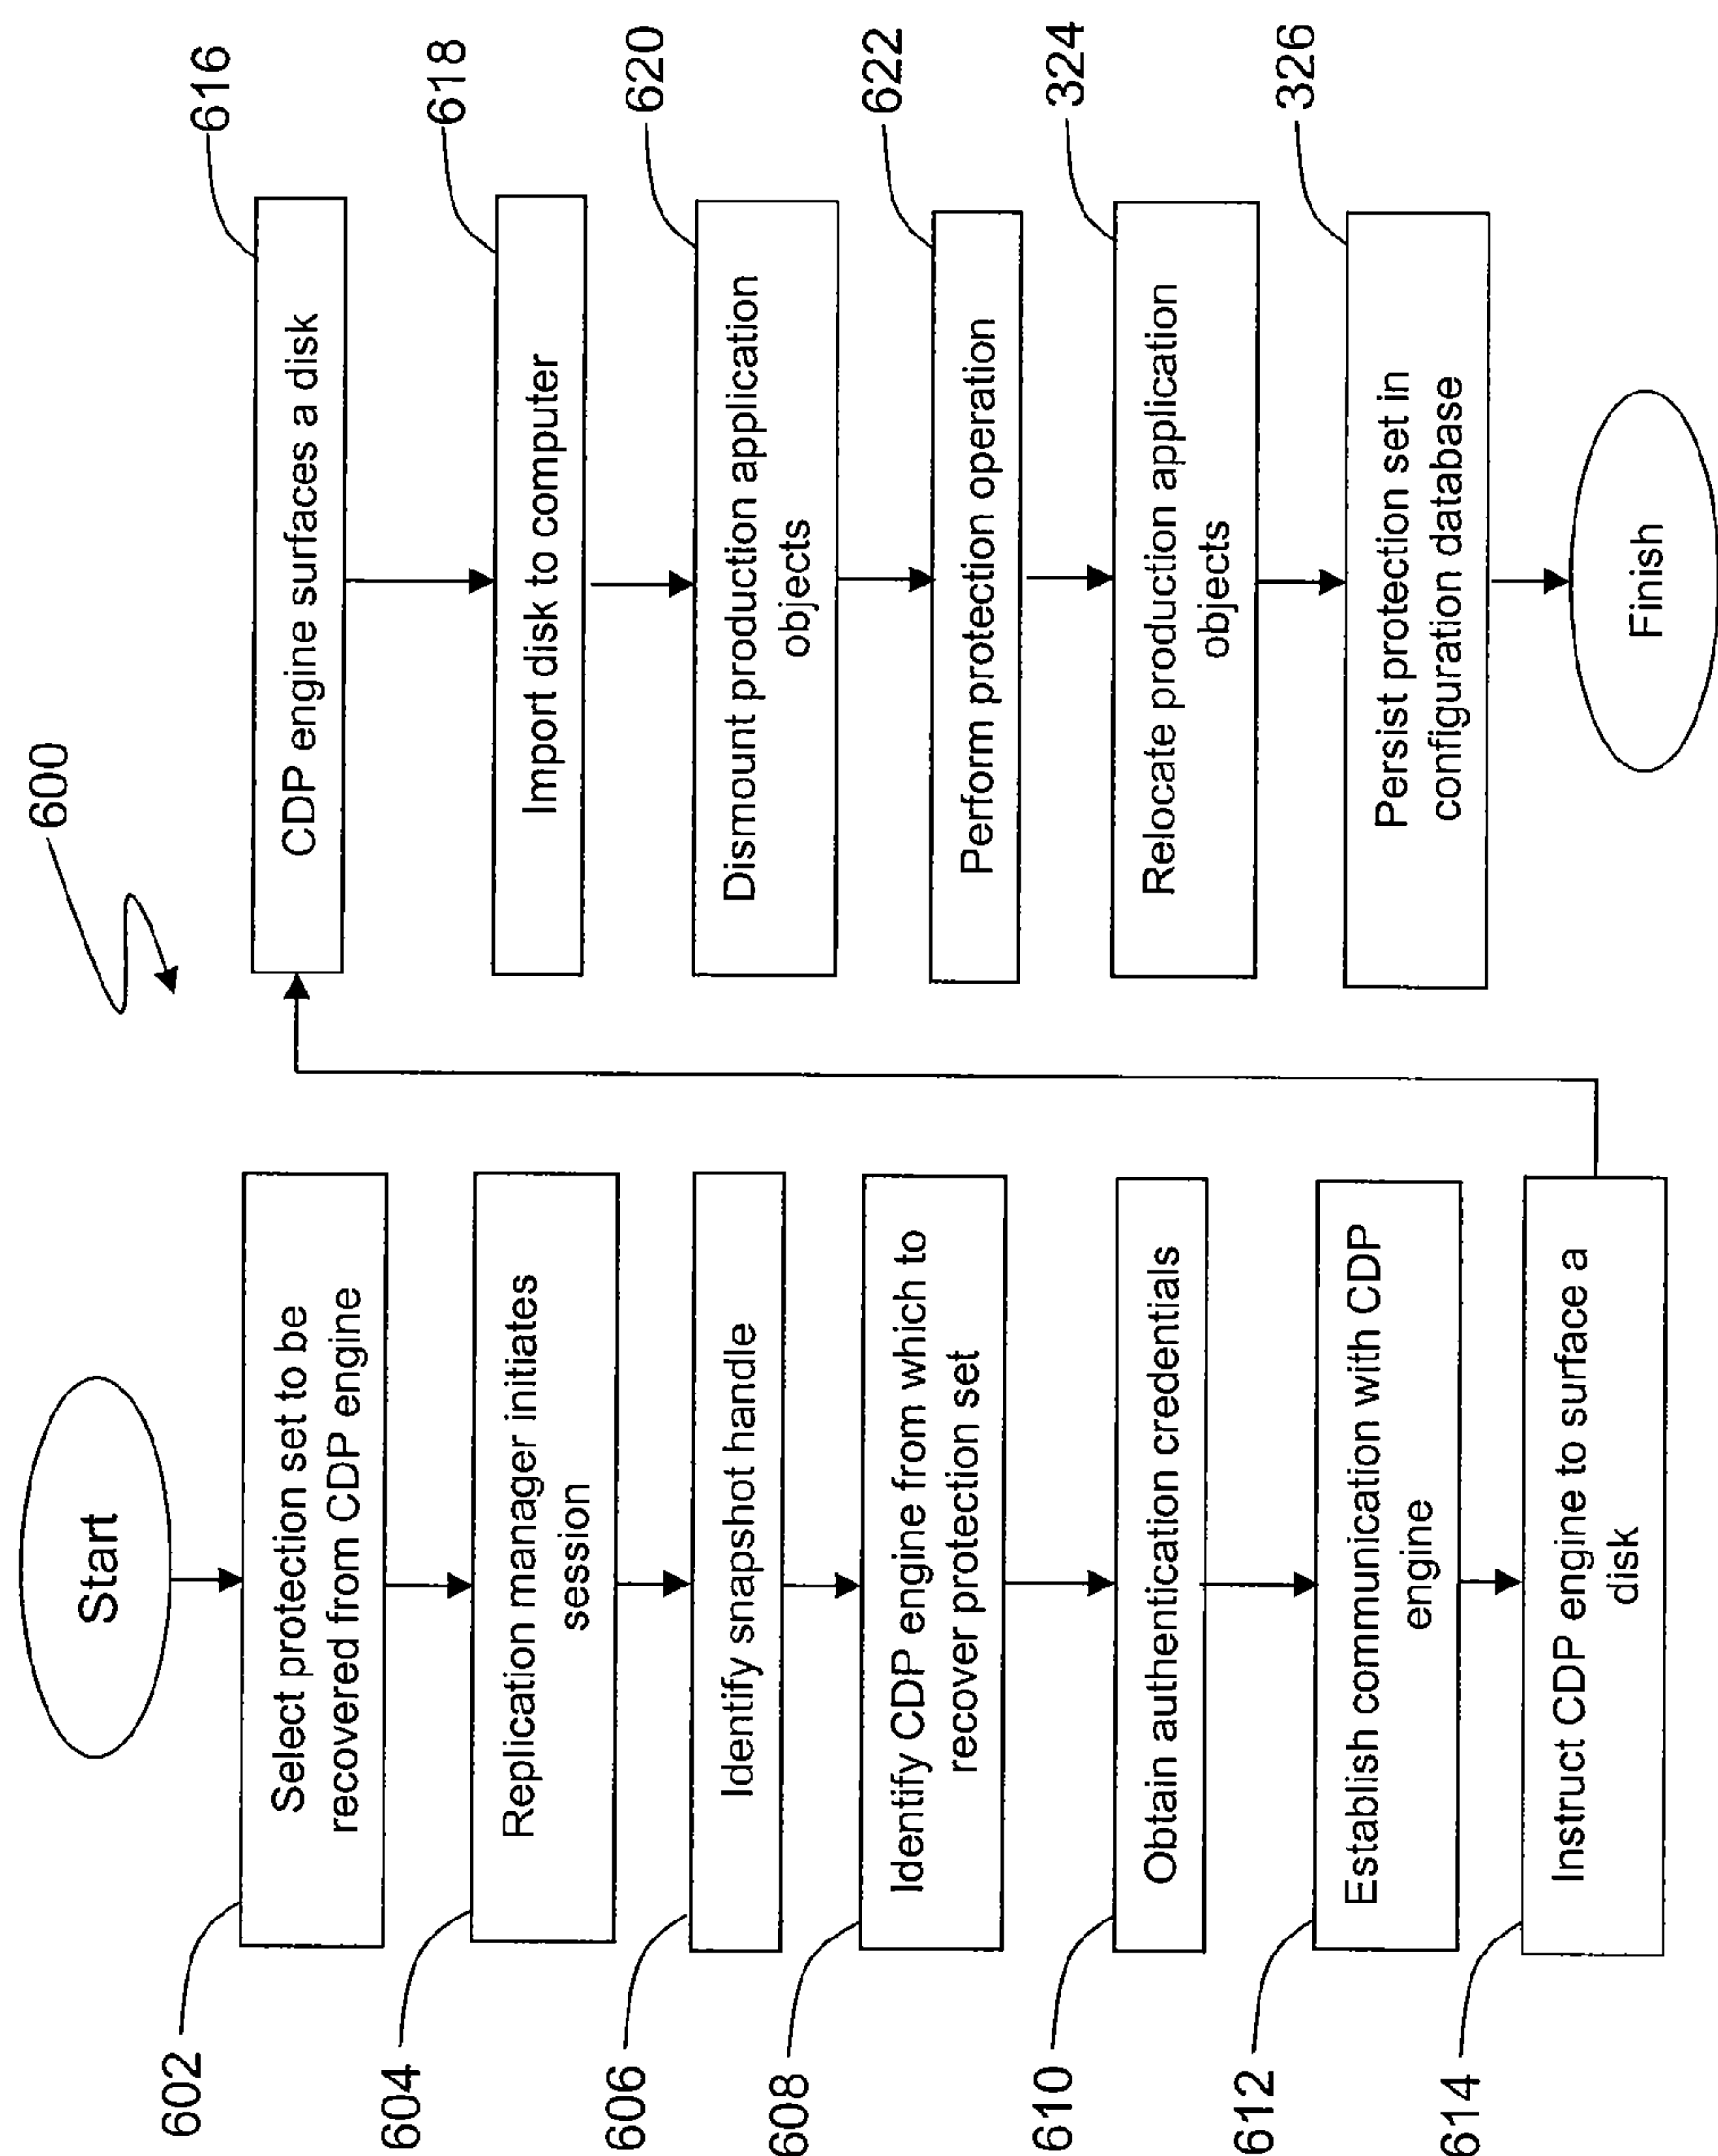 600
Start
602
Select protection set to be
recovered from CDP engine
604
Replication manager initiates
session
606
Identify snapshot handle
608
Identify CDP engine from which to
recover protection set
610
Obtain authentication credentials
612
Establish communication with CDP
engine
614
Instruct CDP engine to surface a
disk
616
CDP engine surfaces a disk
618
Import disk to computer
620
Dismount production application
objects
622
Perform protection operation
324
Relocate production application
objects
326
Persist protection set in
configuration database
Finish